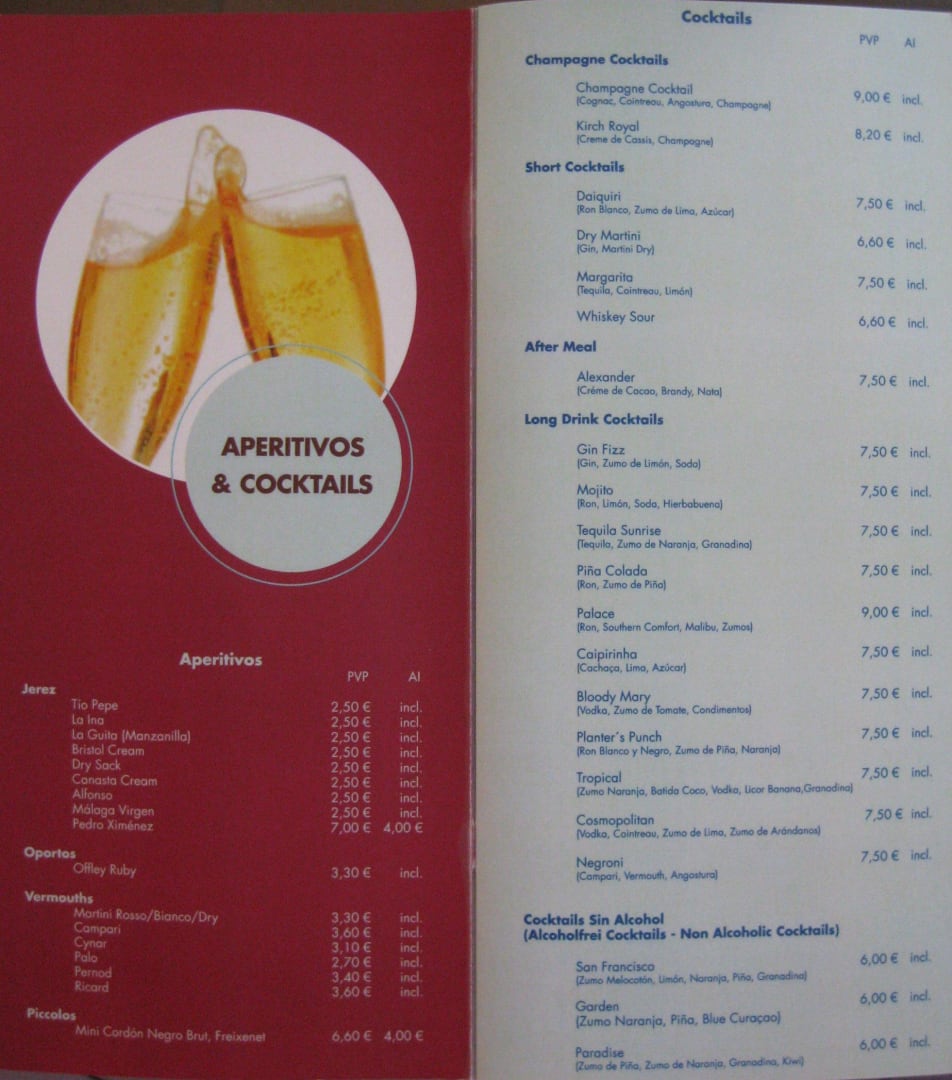 APERITIVOS
& COCKTAILS
Aperitivos
PVP AI
Jerez
Tio Pepe 2,50 € incl.
La Ina 2,50 € incl.
La Guita (Manzanilla) 2,50 € incl.
Bristol Cream 2,50 € incl.
Dry Sack 2,50 € incl.
Canasta Cream 2,50 € incl.
Alfonso 2,50 € incl.
Málaga Virgen 2,50 € incl.
Pedro Ximénez 7,00 € 4,00 €
Oportos
Offley Ruby 3,30 € incl.
Vermouths
Martini Rosso/Bianco/Dry 3,30 € incl.
Campari 3,60 € incl.
Cynar 3,10 € incl.
Palo 2,70 € incl.
Pernod 3,40 € incl.
Ricard 3,60 € incl.
Piccolos
Mini Cordón Negro Brut, Freixenet 6,60 € 4,00 €
Cocktails
PVP AI
Champagne Cocktails
Champagne Cocktail 9,00 € incl.
(Cognac, Cointreau, Angostura, Champagne)
Kirch Royal 8,20 € incl.
(Creme de Cassis, Champagne)
Short Cocktails
Daiquiri 7,50 € incl.
(Ron Blanco, Zumo de Lima, Azúcar)
Dry Martini 6,60 € incl.
(Gin, Martini Dry)
Margarita 7,50 € incl.
(Tequila, Cointreau, Limón)
Whiskey Sour 6,60 € incl.
After Meal
Alexander 7,50 € incl.
(Créme de Cacao, Brandy, Nata)
Long Drink Cocktails
Gin Fizz 7,50 € incl.
(Gin, Zumo de Limón, Soda)
Mojito 7,50 € incl.
(Ron, Limón, Soda, Hierbabuena)
Tequila Sunrise 7,50 € incl.
(Tequila, Zumo de Naranja, Granadina)
Piña Colada 7,50 € incl.
(Ron, Zumo de Piña)
Palace 9,00 € incl.
(Ron, Southern Comfort, Malibu, Zumos)
Caipirinha 7,50 € incl.
(Cachaça, Lima, Azúcar)
Bloody Mary 7,50 € incl.
(Vodka, Zumo de Tomate, Condimentos)
Planter's Punch 7,50 € incl.
(Ron Blanco y Negro, Zumo de Piña, Naranja)
Tropical 7,50 € incl.
(Zumo Naranja, Batida Coco, Vodka, Licor Banana,Granadina)
Cosmopolitan 7,50 € incl.
(Vodka, Cointreau, Zumo de Lima, Zumo de Arándanos)
Negroni 7,50 € incl.
(Campari, Vermouth, Angostura)
Cocktails Sin Alcohol
(Alcoholfrei Cocktails - Non Alcoholic Cocktails)
San Francisco 6,00 € incl.
(Zumo Melocotón, Limón, Naranja, Piña, Granadina)
Garden 6,00 € incl.
(Zumo Naranja, Piña, Blue Curaçao)
Paradise 6,00 € incl.
(Zumo de Piña, Zumo de Naranja, Granadina, Kiwi)